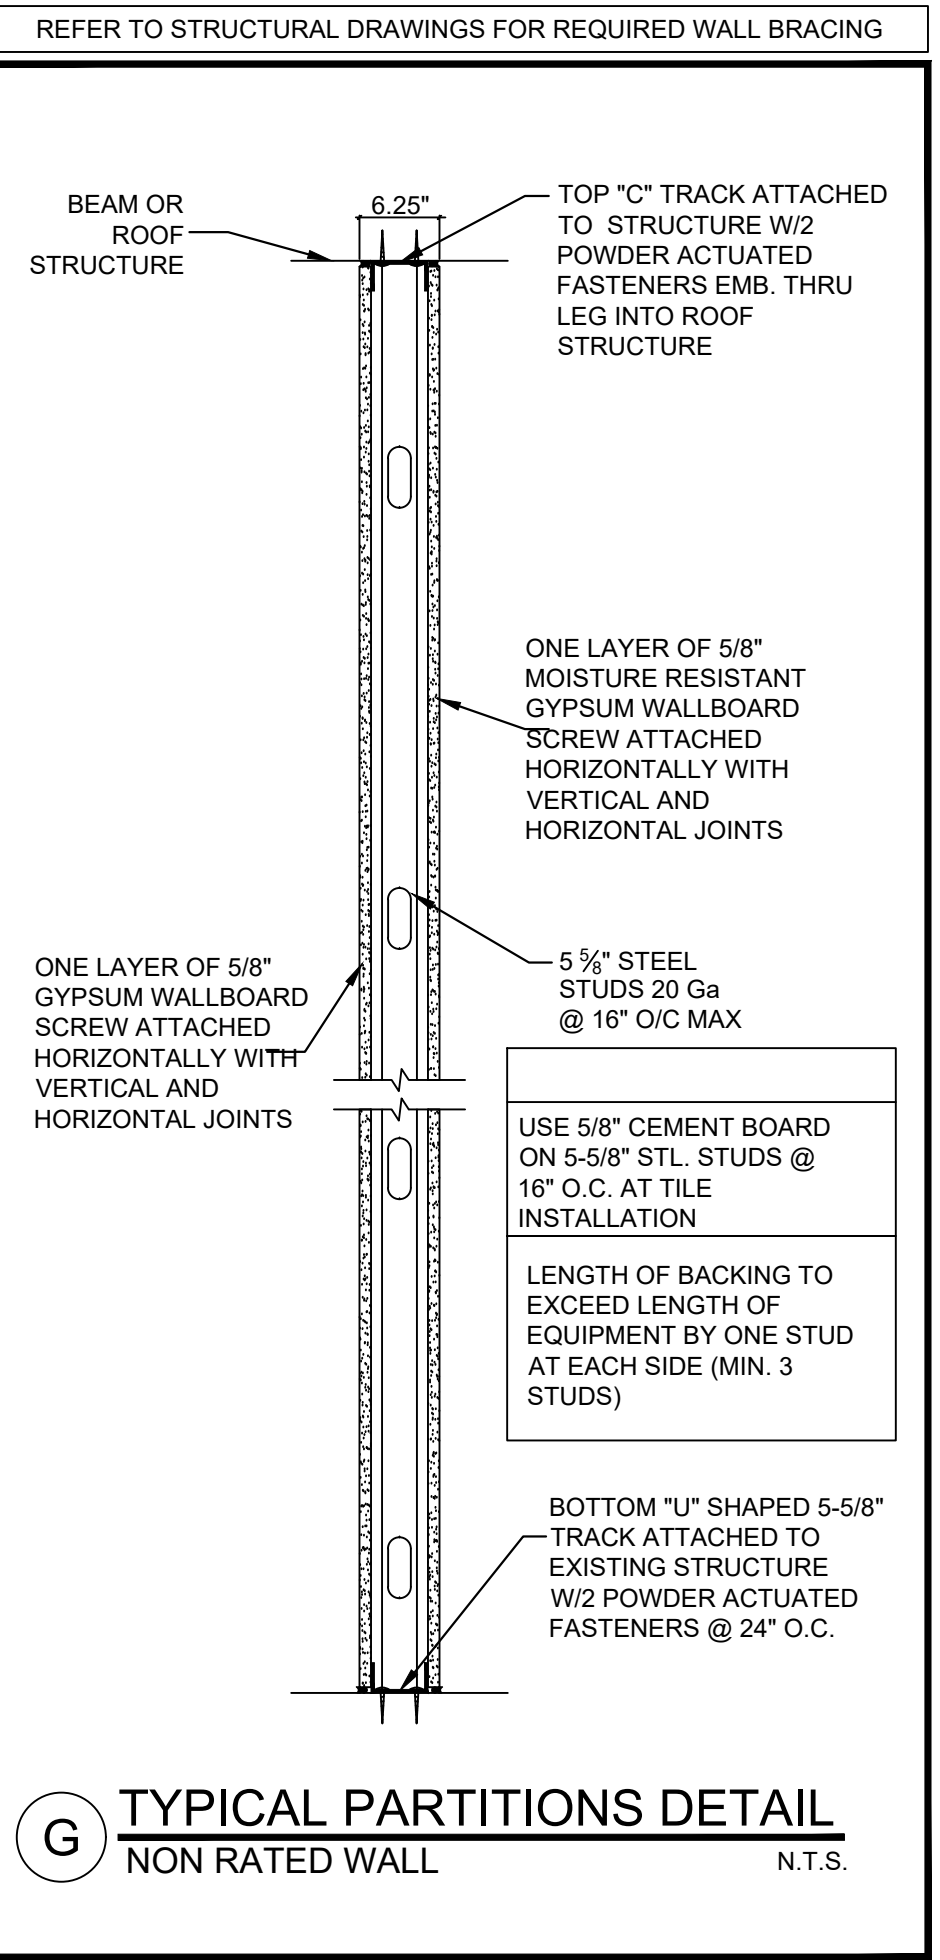 REFER TO STRUCTURAL DRAWINGS FOR REQUIRED WALL BRACING
BEAM OR
ROOF
STRUCTURE
6.25"
TOP "C" TRACK ATTACHED
TO STRUCTURE W/2
POWDER ACTUATED
FASTENERS EMB. THRU
LEG INTO ROOF
STRUCTURE
ONE LAYER OF 5/8"
MOISTURE RESISTANT
GYPSUM WALLBOARD
SCREW ATTACHED
HORIZONTALLY WITH
VERTICAL AND
HORIZONTAL JOINTS
5 ⅝" STEEL
STUDS 20 Ga
@ 16" O/C MAX
ONE LAYER OF 5/8"
GYPSUM WALLBOARD
SCREW ATTACHED
HORIZONTALLY WITH
VERTICAL AND
HORIZONTAL JOINTS
USE 5/8" CEMENT BOARD
ON 5-5/8" STL. STUDS @
16" O.C. AT TILE
INSTALLATION
LENGTH OF BACKING TO
EXCEED LENGTH OF
EQUIPMENT BY ONE STUD
AT EACH SIDE (MIN. 3
STUDS)
BOTTOM "U" SHAPED 5-5/8"
TRACK ATTACHED TO
EXISTING STRUCTURE
W/2 POWDER ACTUATED
FASTENERS @ 24" O.C.
G
TYPICAL PARTITIONS DETAIL
NON RATED WALL
N.T.S.